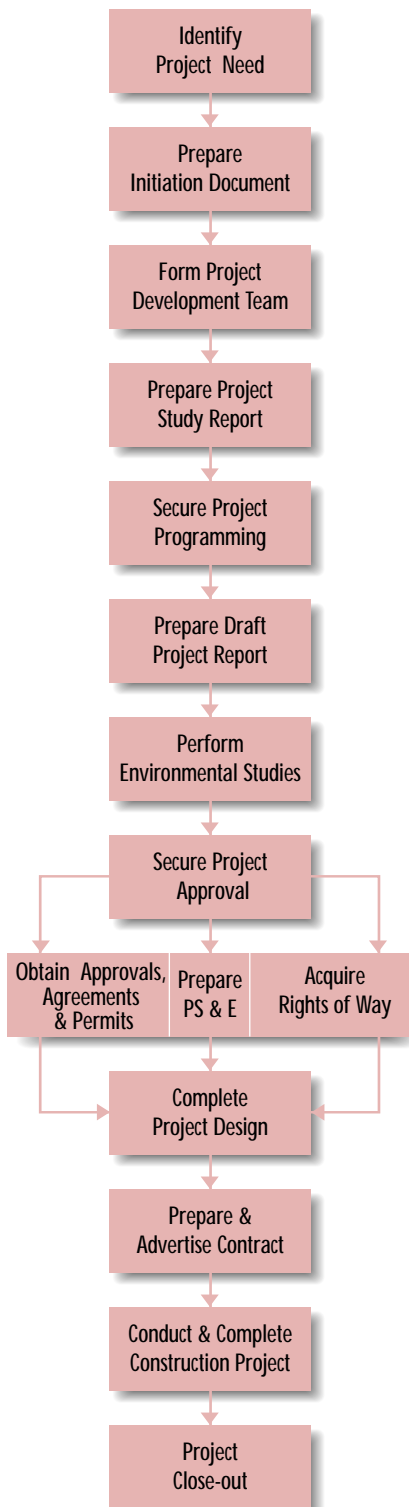 Identify
Project Need
Prepare
Initiation Document
Form Project
Development Team
Prepare Project
Study Report
Secure Project
Programming
Prepare Draft
Project Report
Perform
Environmental Studies
Secure Project
Approval
Obtain Approvals,
Agreements
& Permits
Prepare
PS & E
Acquire
Rights of Way
Complete
Project Design
Prepare &
Advertise Contract
Conduct & Complete
Construction Project
Project
Close-out